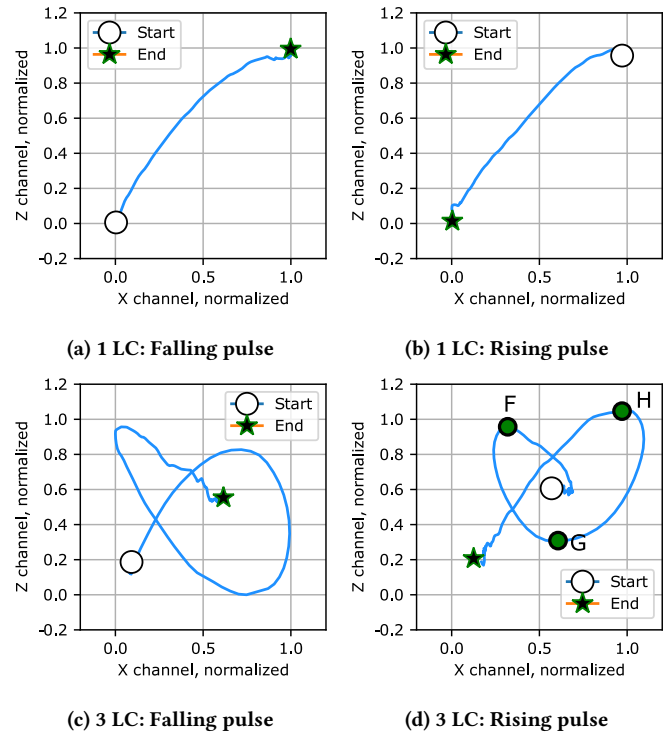 1.2
1.0
0.8
0.6
0.4
0.2
0.0
-0.2
0.0
0.5
1.0
Z channel, normalized
X channel, normalized
Start
End
(a) 1 LC: Falling pulse
1.2
1.0
0.8
0.6
0.4
0.2
0.0
-0.2
0.0
0.5
1.0
Z channel, normalized
X channel, normalized
Start
End
(b) 1 LC: Rising pulse
1.2
1.0
0.8
0.6
0.4
0.2
0.0
-0.2
0.0
0.5
1.0
Z channel, normalized
X channel, normalized
Start
End
(c) 3 LC: Falling pulse
1.2
1.0
0.8
0.6
0.4
0.2
0.0
-0.2
0.0
0.5
1.0
Z channel, normalized
X channel, normalized
F
H
G
Start
End
(d) 3 LC: Rising pulse